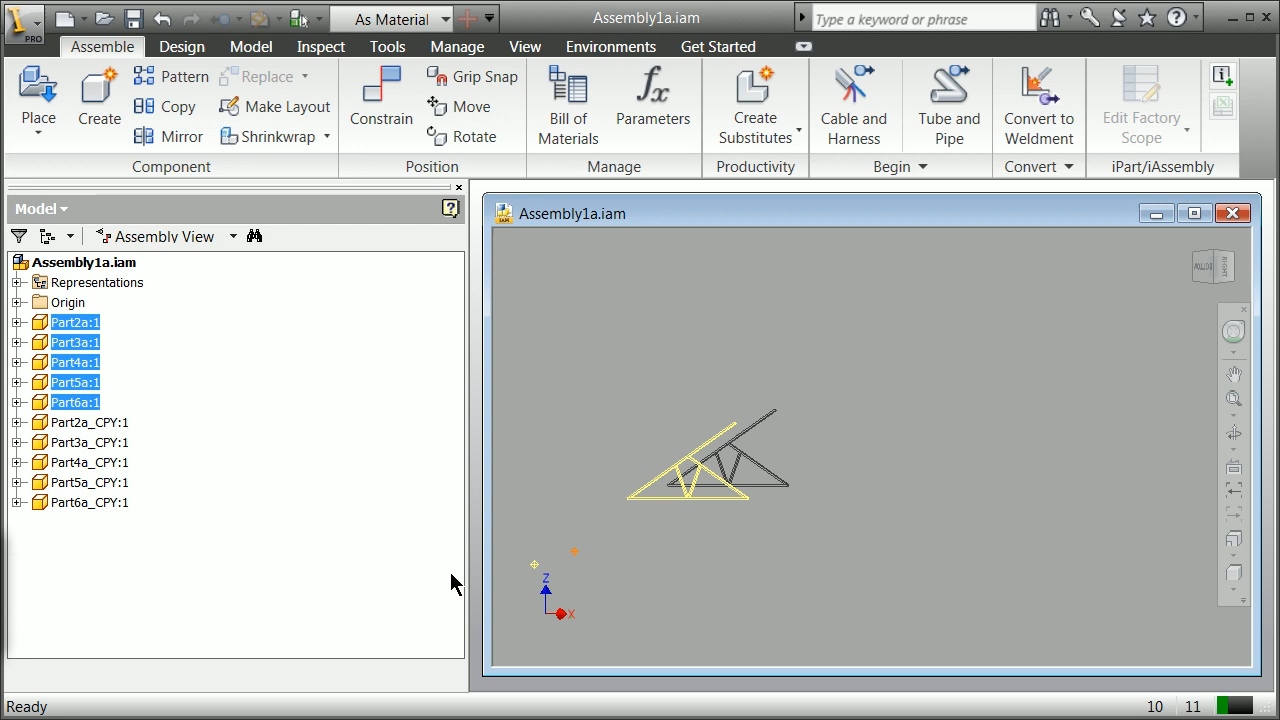 PRO
As Material
Assembly1a.iam
Type a keyword or phrase
Assemble Design Model Inspect Tools Manage View Environments Get Started
Place
Create
Pattern
Copy
Mirror
Replace
Make Layout
Shrinkwrap
Component
Constrain
Grip Snap
Move
Rotate
Position
Bill of
Materials
Parameters
Manage
Create
Substitutes
Productivity
Cable and
Harness
Tube and
Pipe
Begin
Convert to
Weldment
Convert
Edit Factory
Scope
iPart/iAssembly
Model
Assembly View
Assembly1a.iam
Representations
Origin
Part2a:1
Part3a:1
Part4a:1
Part5a:1
Part6a:1
Part2a_CPY:1
Part3a_CPY:1
Part4a_CPY:1
Part5a_CPY:1
Part6a_CPY:1
Assembly1a.iam
BOTTOM
RIGHT
Z
X
Ready
10 11